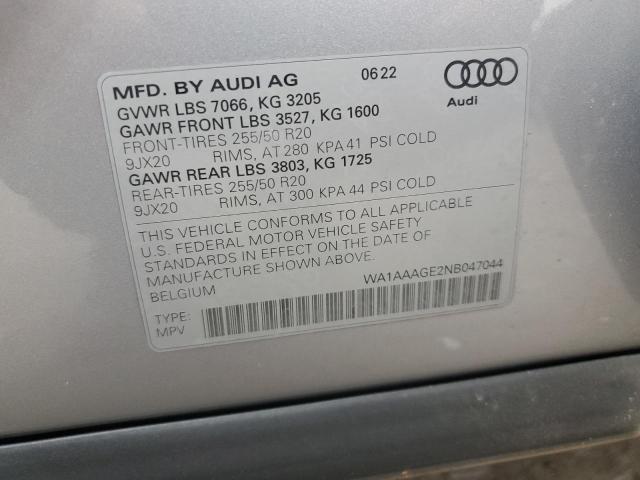 MFD. BY AUDI AG 0622
Audi
GVWR LBS 7066, KG 3205
GAWR FRONT LBS 3527, KG 1600
FRONT-TIRES 255/50 R20
9JX20 RIMS, AT 280 KPA 41 PSI COLD
GAWR REAR LBS 3803, KG 1725
REAR-TIRES 255/50 R20
9JX20 RIMS, AT 300 KPA 44 PSI COLD
THIS VEHICLE CONFORMS TO ALL APPLICABLE
U.S. FEDERAL MOTOR VEHICLE SAFETY
STANDARDS IN EFFECT ON THE DATE OF
MANUFACTURE SHOWN ABOVE.
BELGIUM
WA1AAAGE2NB047044
TYPE:
MPV